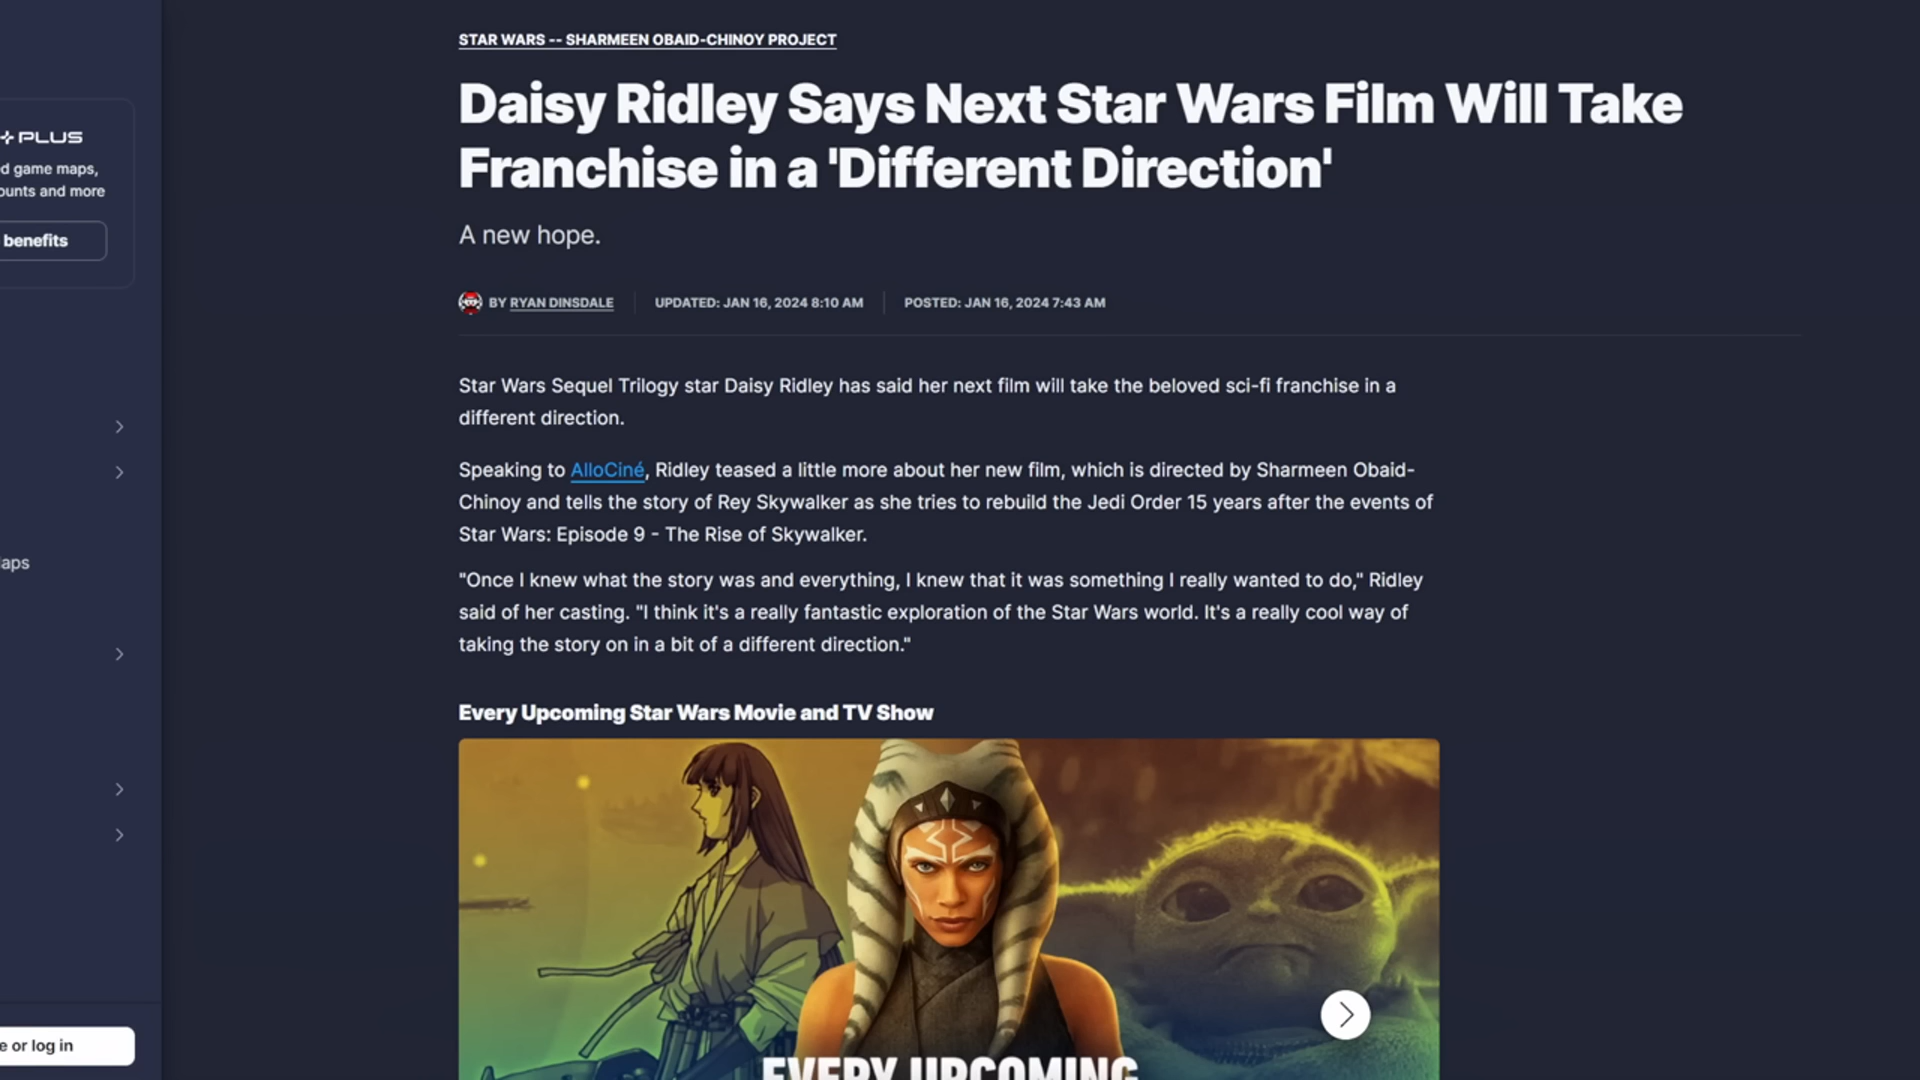 STAR WARS -- SHARMEEN OBAID-CHINOY PROJECT
Daisy Ridley Says Next Star Wars Film Will Take
Franchise in a 'Different Direction'
A new hope.
BY RYAN DINSDALE
UPDATED: JAN 16, 2024 8:10 AM
POSTED: JAN 16, 2024 7:43 AM
Star Wars Sequel Trilogy star Daisy Ridley has said her next film will take the beloved sci-fi franchise in a
different direction.
Speaking to AlloCiné, Ridley teased a little more about her new film, which is directed by Sharmeen Obaid-
Chinoy and tells the story of Rey Skywalker as she tries to rebuild the Jedi Order 15 years after the events of
Star Wars: Episode 9 - The Rise of Skywalker.
"Once I knew what the story was and everything, I knew that it was something I really wanted to do," Ridley
said of her casting. "I think it's a really fantastic exploration of the Star Wars world. It's a really cool way of
taking the story on in a bit of a different direction."
Every Upcoming Star Wars Movie and TV Show
EVERY UPCOMING
PLUS
d game maps,
ounts and more
benefits
aps
e or log in